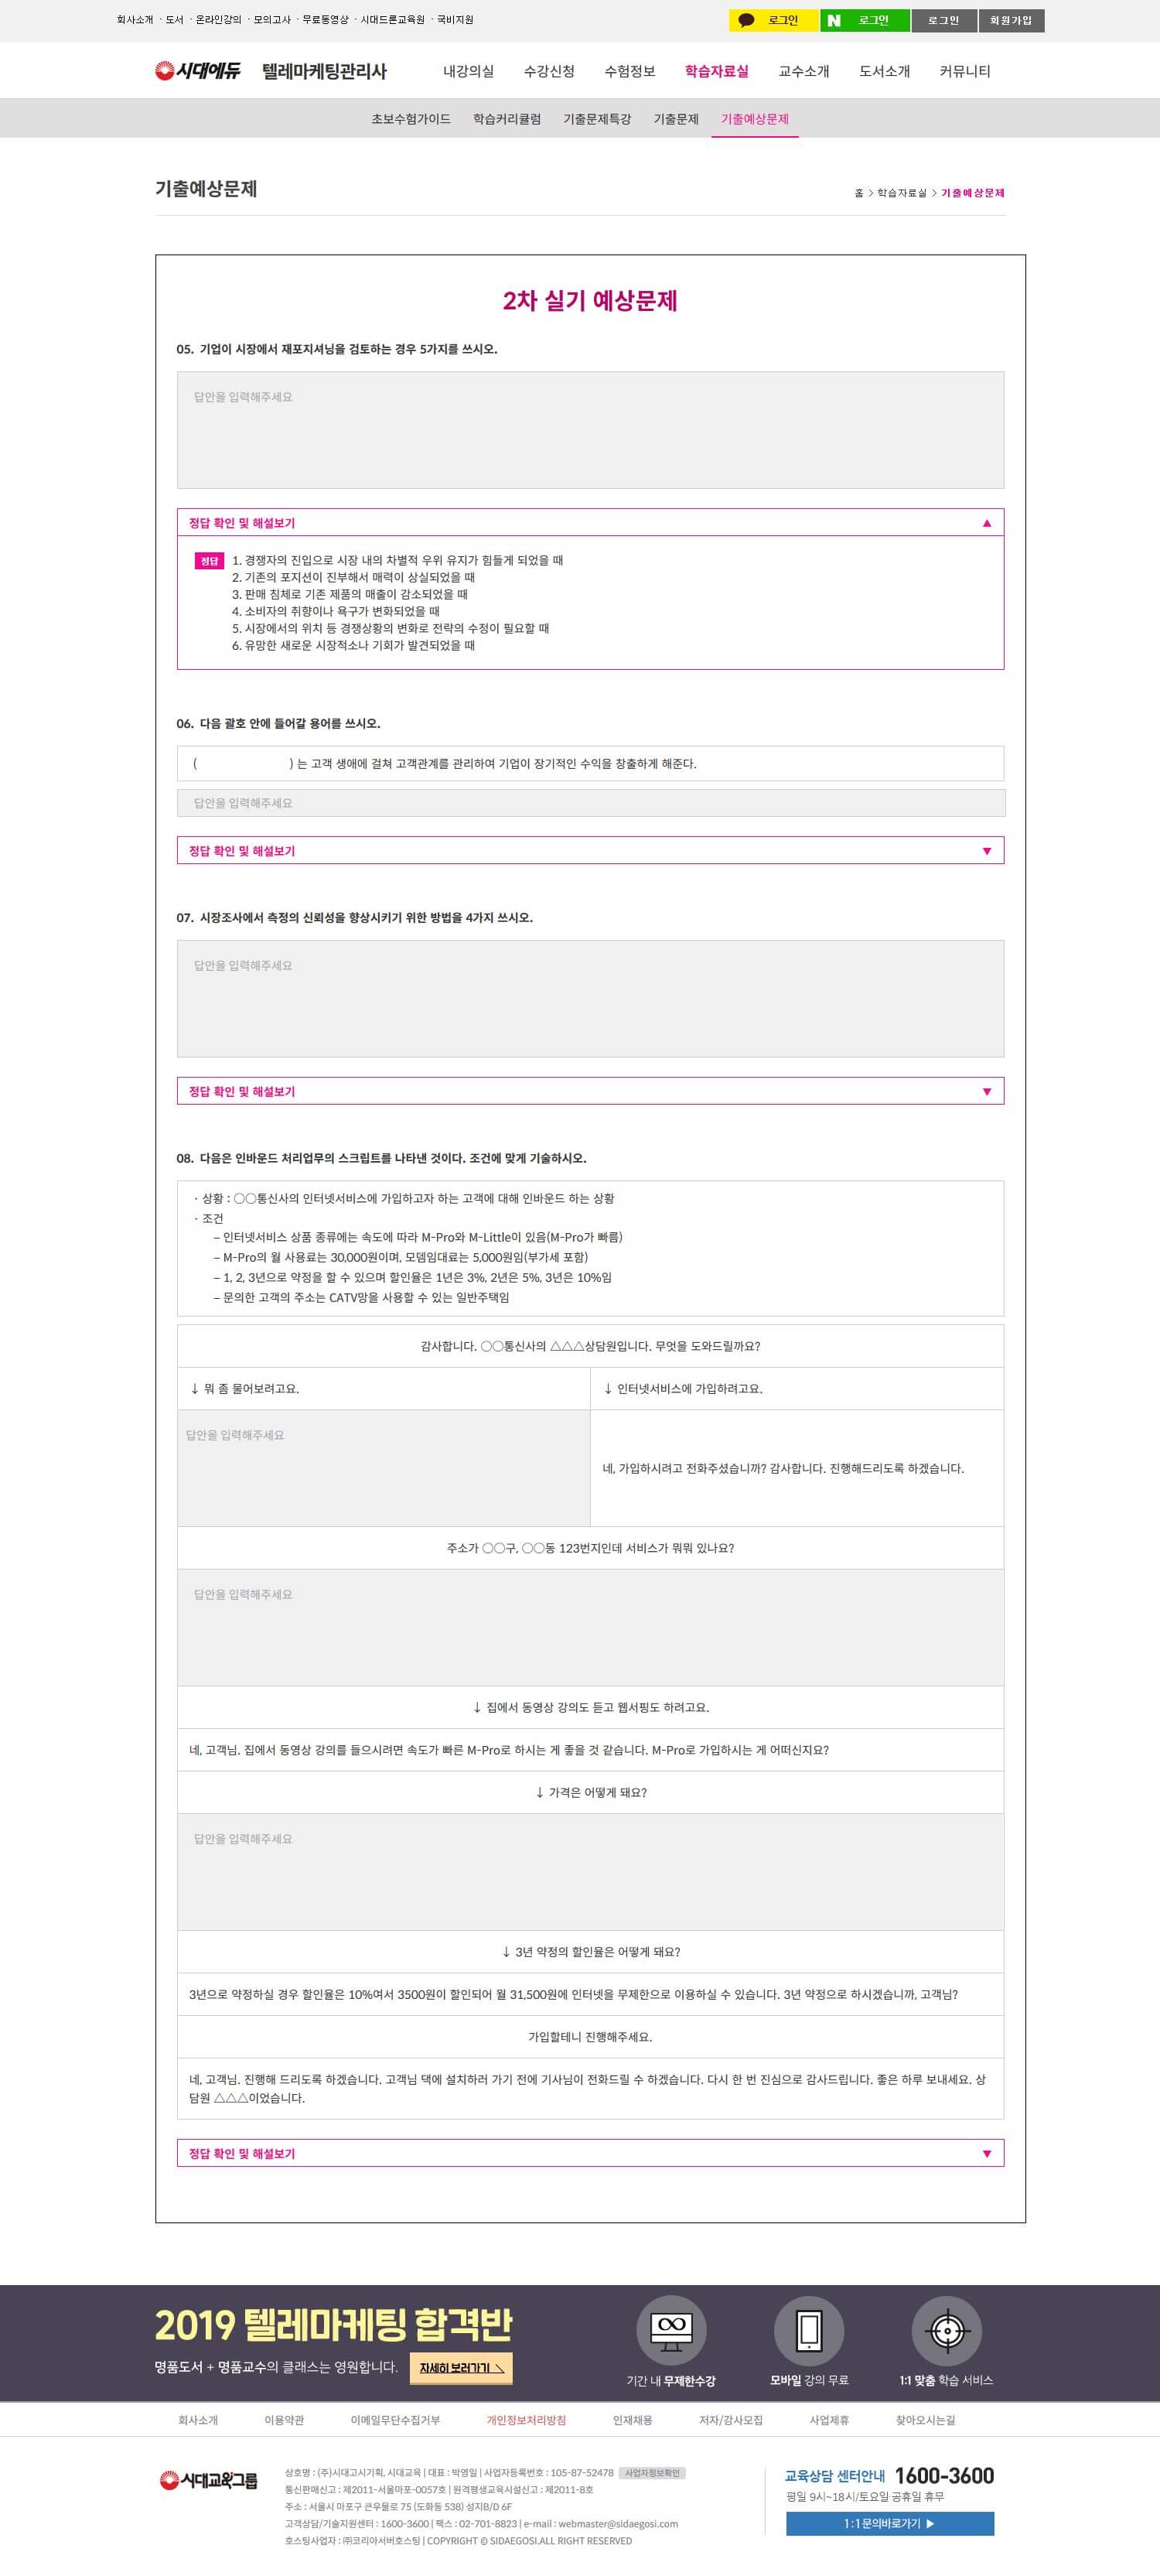 회사소개 · 도서 · 온라인강의 · 모의고사 · 무료동영상 · 시대드론교육원 · 국비지원
로그인 N 로그인 로그인 회원가입
시대에듀 텔레마케팅관리사 내강의실 수강신청 수험정보 학습자료실 교수소개 도서소개 커뮤니티
초보수험가이드 학습커리큘럼 기출문제특강 기출문제 기출예상문제
기출예상문제
홈 > 학습자료실 > 기출예상문제
2차 실기 예상문제
05. 기업이 시장에서 재포지셔닝을 검토하는 경우 5가지를 쓰시오.
답안을 입력해주세요
정답 확인 및 해설보기 ▲
정답 1. 경쟁자의 진입으로 시장 내의 차별적 우위 유지가 힘들게 되었을 때
2. 기존의 포지션이 진부해서 매력이 상실되었을 때
3. 판매 침체로 기존 제품의 매출이 감소되었을 때
4. 소비자의 취향이나 욕구가 변화되었을 때
5. 시장에서의 위치 등 경쟁상황의 변화로 전략의 수정이 필요할 때
6. 유망한 새로운 시장적소나 기회가 발견되었을 때
06. 다음 괄호 안에 들어갈 용어를 쓰시오.
( ) 는 고객 생애에 걸쳐 고객관계를 관리하여 기업이 장기적인 수익을 창출하게 해준다.
답안을 입력해주세요
정답 확인 및 해설보기 ▼
07. 시장조사에서 측정의 신뢰성을 향상시키기 위한 방법을 4가지 쓰시오.
답안을 입력해주세요
정답 확인 및 해설보기 ▼
08. 다음은 인바운드 처리업무의 스크립트를 나타낸 것이다. 조건에 맞게 기술하시오.
· 상황 : ○○통신사의 인터넷서비스에 가입하고자 하는 고객에 대해 인바운드 하는 상황
· 조건
– 인터넷서비스 상품 종류에는 속도에 따라 M-Pro와 M-Little이 있음(M-Pro가 빠름)
– M-Pro의 월 사용료는 30,000원이며, 모뎀임대료는 5,000원임(부가세 포함)
– 1, 2, 3년으로 약정을 할 수 있으며 할인율은 1년은 3%, 2년은 5%, 3년은 10%임
– 문의한 고객의 주소는 CATV망을 사용할 수 있는 일반주택임
감사합니다. ○○통신사의 △△△상담원입니다. 무엇을 도와드릴까요?
↓ 뭐 좀 물어보려고요.
↓ 인터넷서비스에 가입하려고요.
답안을 입력해주세요
네, 가입하시려고 전화주셨습니까? 감사합니다. 진행해드리도록 하겠습니다.
주소가 ○○구, ○○동 123번지인데 서비스가 뭐뭐 있나요?
답안을 입력해주세요
↓ 집에서 동영상 강의도 듣고 웹서핑도 하려고요.
네, 고객님. 집에서 동영상 강의를 들으시려면 속도가 빠른 M-Pro로 하시는 게 좋을 것 같습니다. M-Pro로 가입하시는 게 어떠신지요?
↓ 가격은 어떻게 돼요?
답안을 입력해주세요
↓ 3년 약정의 할인율은 어떻게 돼요?
3년으로 약정하실 경우 할인율은 10%여서 3500원이 할인되어 월 31,500원에 인터넷을 무제한으로 이용하실 수 있습니다. 3년 약정으로 하시겠습니까, 고객님?
가입할테니 진행해주세요.
네, 고객님. 진행해 드리도록 하겠습니다. 고객님 댁에 설치하러 가기 전에 기사님이 전화드릴 수 하겠습니다. 다시 한 번 진심으로 감사드립니다. 좋은 하루 보내세요. 상
담원 △△△이었습니다.
정답 확인 및 해설보기 ▼
2019 텔레마케팅 합격반
명품도서 + 명품교수의 클래스는 영원합니다. 자세히 보러가기
기간 내 무제한수강 모바일 강의 무료 1:1 맞춤 학습 서비스
회사소개 이용약관 이메일무단수집거부 개인정보처리방침 인재채용 저자/강사모집 사업제휴 찾아오시는길
시대교육그룹
상호명 : (주)시대고시기획, 시대교육 | 대표 : 박영일 | 사업자등록번호 : 105-87-52478 사업자정보확인
통신판매신고 : 제2011-서울마포-0057호 | 원격평생교육시설신고 : 제2011-8호
주소 : 서울시 마포구 큰우물로 75 (도화동 538) 성지B/D 6F
고객상담/기술지원센터 : 1600-3600 | 팩스 : 02-701-8823 | e-mail : webmaster@sidaegosi.com
호스팅사업자 : ㈜코리아서버호스팅 | COPYRIGHT © SIDAEGOSI.ALL RIGHT RESERVED
교육상담 센터안내 1600-3600
평일 9시~18시/토요일 공휴일 휴무
1:1문의바로가기 ▶